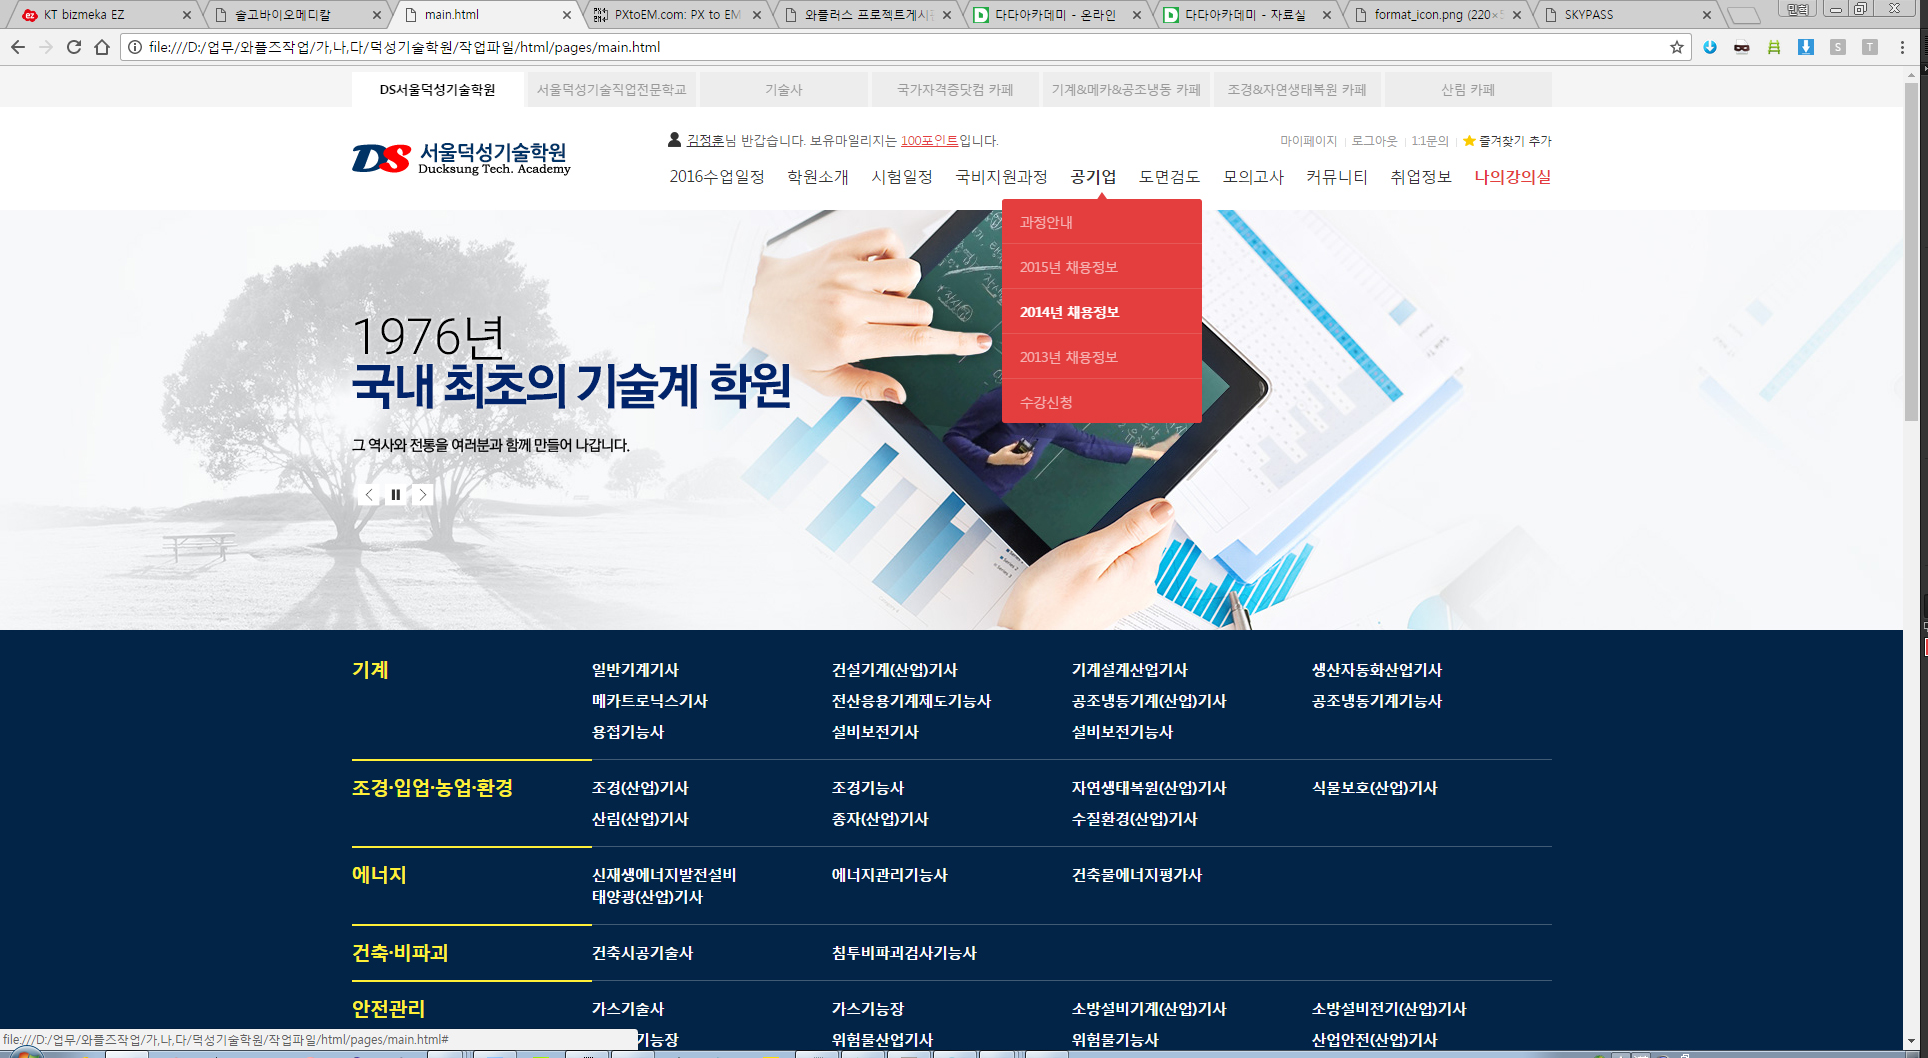 KT bizmeka EZ
솔고바이오메디칼
main.html
PXtoEM.com: PX to EM
와플러스 프로젝트게시
다다아카데미 - 온라인
다다아카데미 - 자료실
format_icon.png (220×
SKYPASS
민혁
file:///D:/업무/와플즈작업/가,나,다/덕성기술학원/작업파일/html/pages/main.html
DS서울덕성기술학원
서울덕성기술직업전문학교
기술사
국가자격증닷컴 카페
기계&메카&공조냉동 카페
조경&자연생태복원 카페
산림 카페
DS 서울덕성기술학원
Ducksung Tech. Academy
김정훈님 반갑습니다. 보유마일리지는 100포인트입니다.
마이페이지
로그아웃
1:1문의
즐겨찾기 추가
2016수업일정
학원소개
시험일정
국비지원과정
공기업
도면검도
모의고사
커뮤니티
취업정보
나의강의실
과정안내
2015년 채용정보
2014년 채용정보
2013년 채용정보
수강신청
1976년
국내 최초의 기술계 학원
그 역사와 전통을 여러분과 함께 만들어 나갑니다.
기계
일반기계기사
건설기계(산업)기사
기계설계산업기사
생산자동화산업기사
메카트로닉스기사
전산응용기계제도기능사
공조냉동기계(산업)기사
공조냉동기계기능사
용접기능사
설비보전기사
설비보전기능사
조경·입업·농업·환경
조경(산업)기사
조경기능사
자연생태복원(산업)기사
식물보호(산업)기사
산림(산업)기사
종자(산업)기사
수질환경(산업)기사
에너지
신재생에너지발전설비
태양광(산업)기사
에너지관리기능사
건축물에너지평가사
건축·비파괴
건축시공기술사
침투비파괴검사기능사
안전관리
가스기술사
가스기능장
소방설비기계(산업)기사
소방설비전기(산업)기사
기능장
위험물산업기사
위험물기능사
산업안전(산업)기사
file:///D:/업무/와플즈작업/가,나,다/덕성기술학원/작업파일/html/pages/main.html#